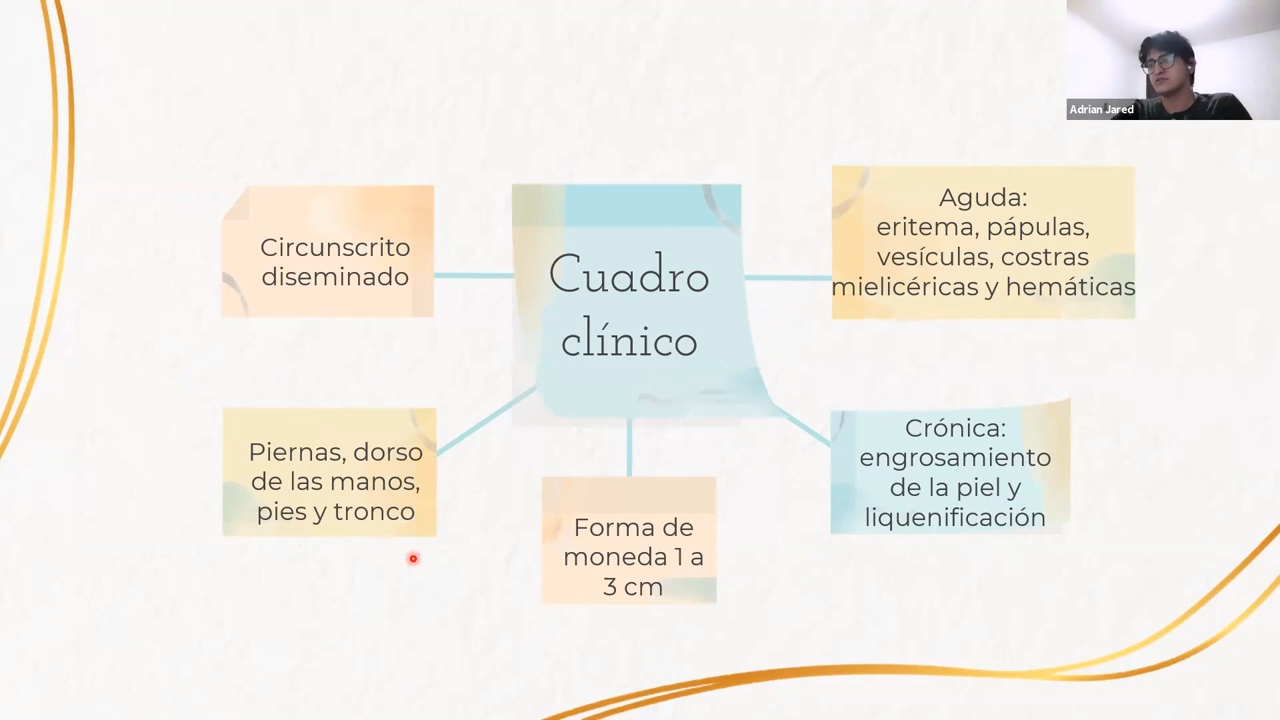 Adrian Jared
Circunscrito
diseminado
Cuadro
clínico
Aguda:
eritema, pápulas,
vesículas, costras
mielicéricas y hemáticas
Piernas, dorso
de las manos,
pies y tronco
Forma de
moneda 1 a
3 cm
Crónica:
engrosamiento
de la piel y
liquenificación